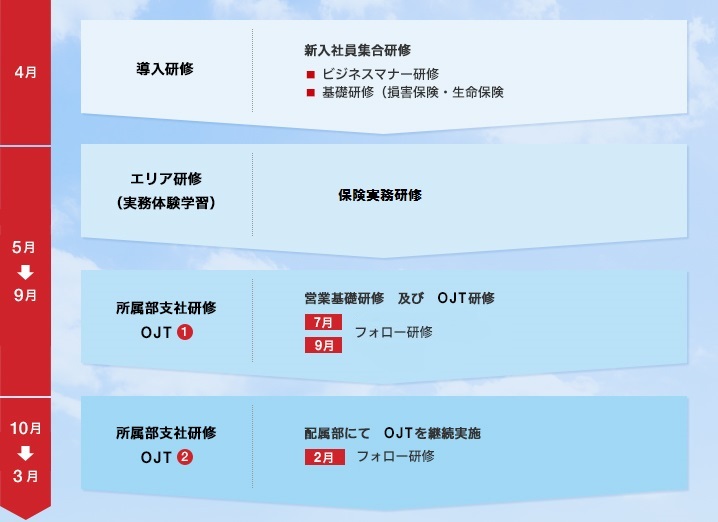 4月
導入研修
新入社員集合研修
■ ビジネスマナー研修
■ 基礎研修（損害保険・生命保険
5月
9月
エリア研修
（実務体験学習）
保険実務研修
所属部支社研修
OJT 1
営業基礎研修　及び　OJT研修
7月
9月
フォロー研修
10月
3月
所属部支社研修
OJT 2
配属部にて　OJTを継続実施
2月 フォロー研修